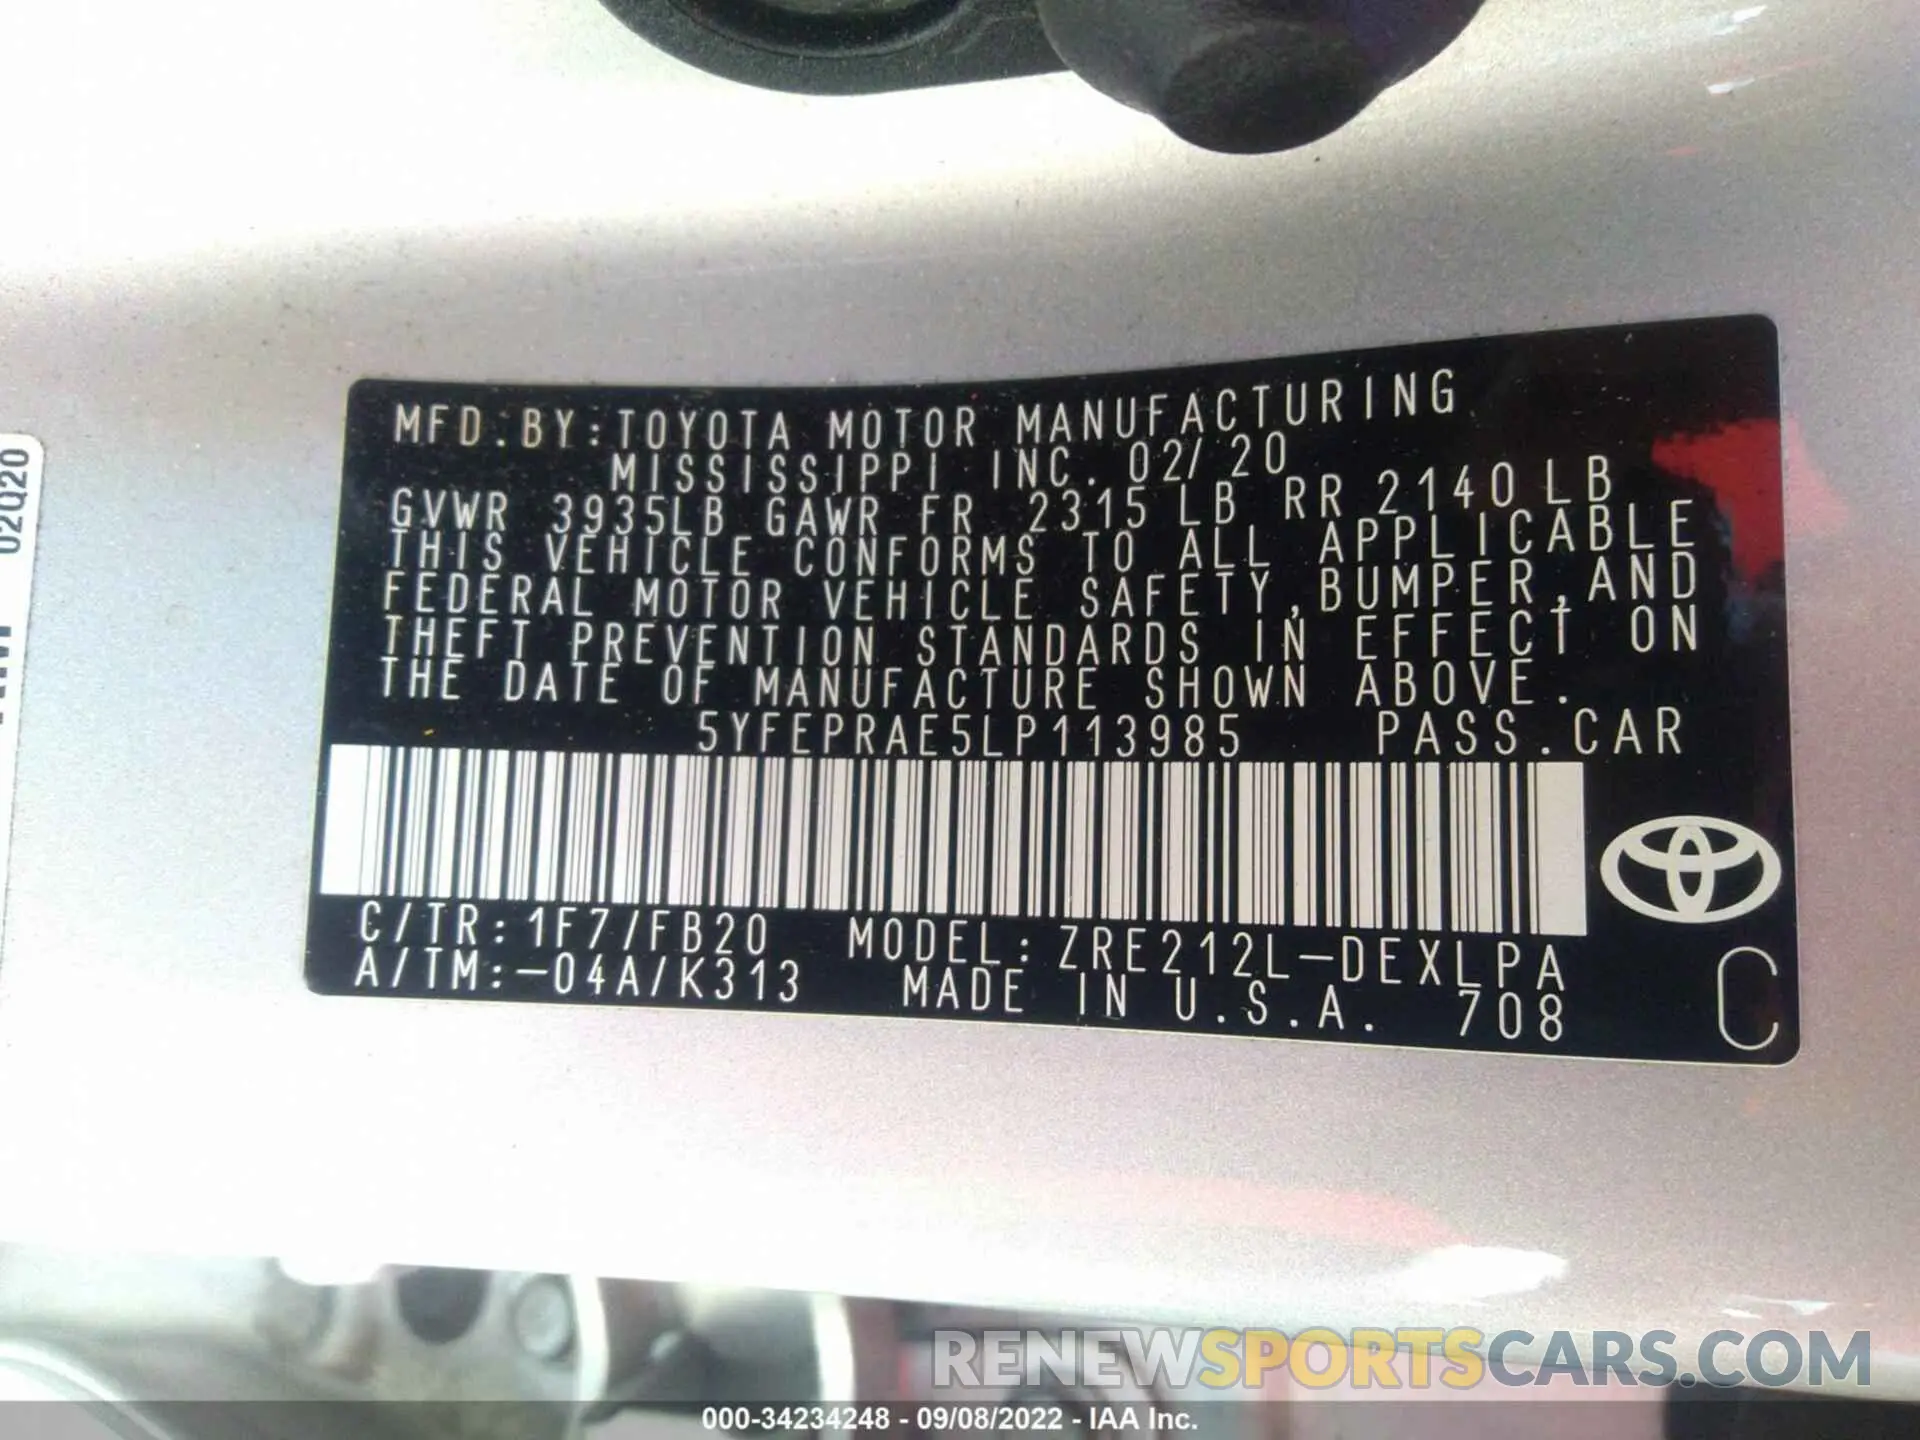 MFD.BY:TOYOTA MOTOR MANUFACTURING
MISSISSIPPI INC. 02/20
GVWR 3935LB GAWR FR 2315LB RR 2140LB
THIS VEHICLE CONFORMS TO ALL APPLICABLE
FEDERAL MOTOR VEHICLE SAFETY,BUMPER,AND
THEFT PREVENTION STANDARDS IN EFFECT ON
THE DATE OF MANUFACTURE SHOWN ABOVE.
5YFEPRAE5LP113985 PASS.CAR
C/TR:1F7/FB20 MODEL:ZRE212L-DEXLPA
A/TM:-04A/K313 MADE IN U.S.A. 708
C
02Q20
RENEWSPORTSCARS.COM
000-34234248 - 09/08/2022 - IAA Inc.